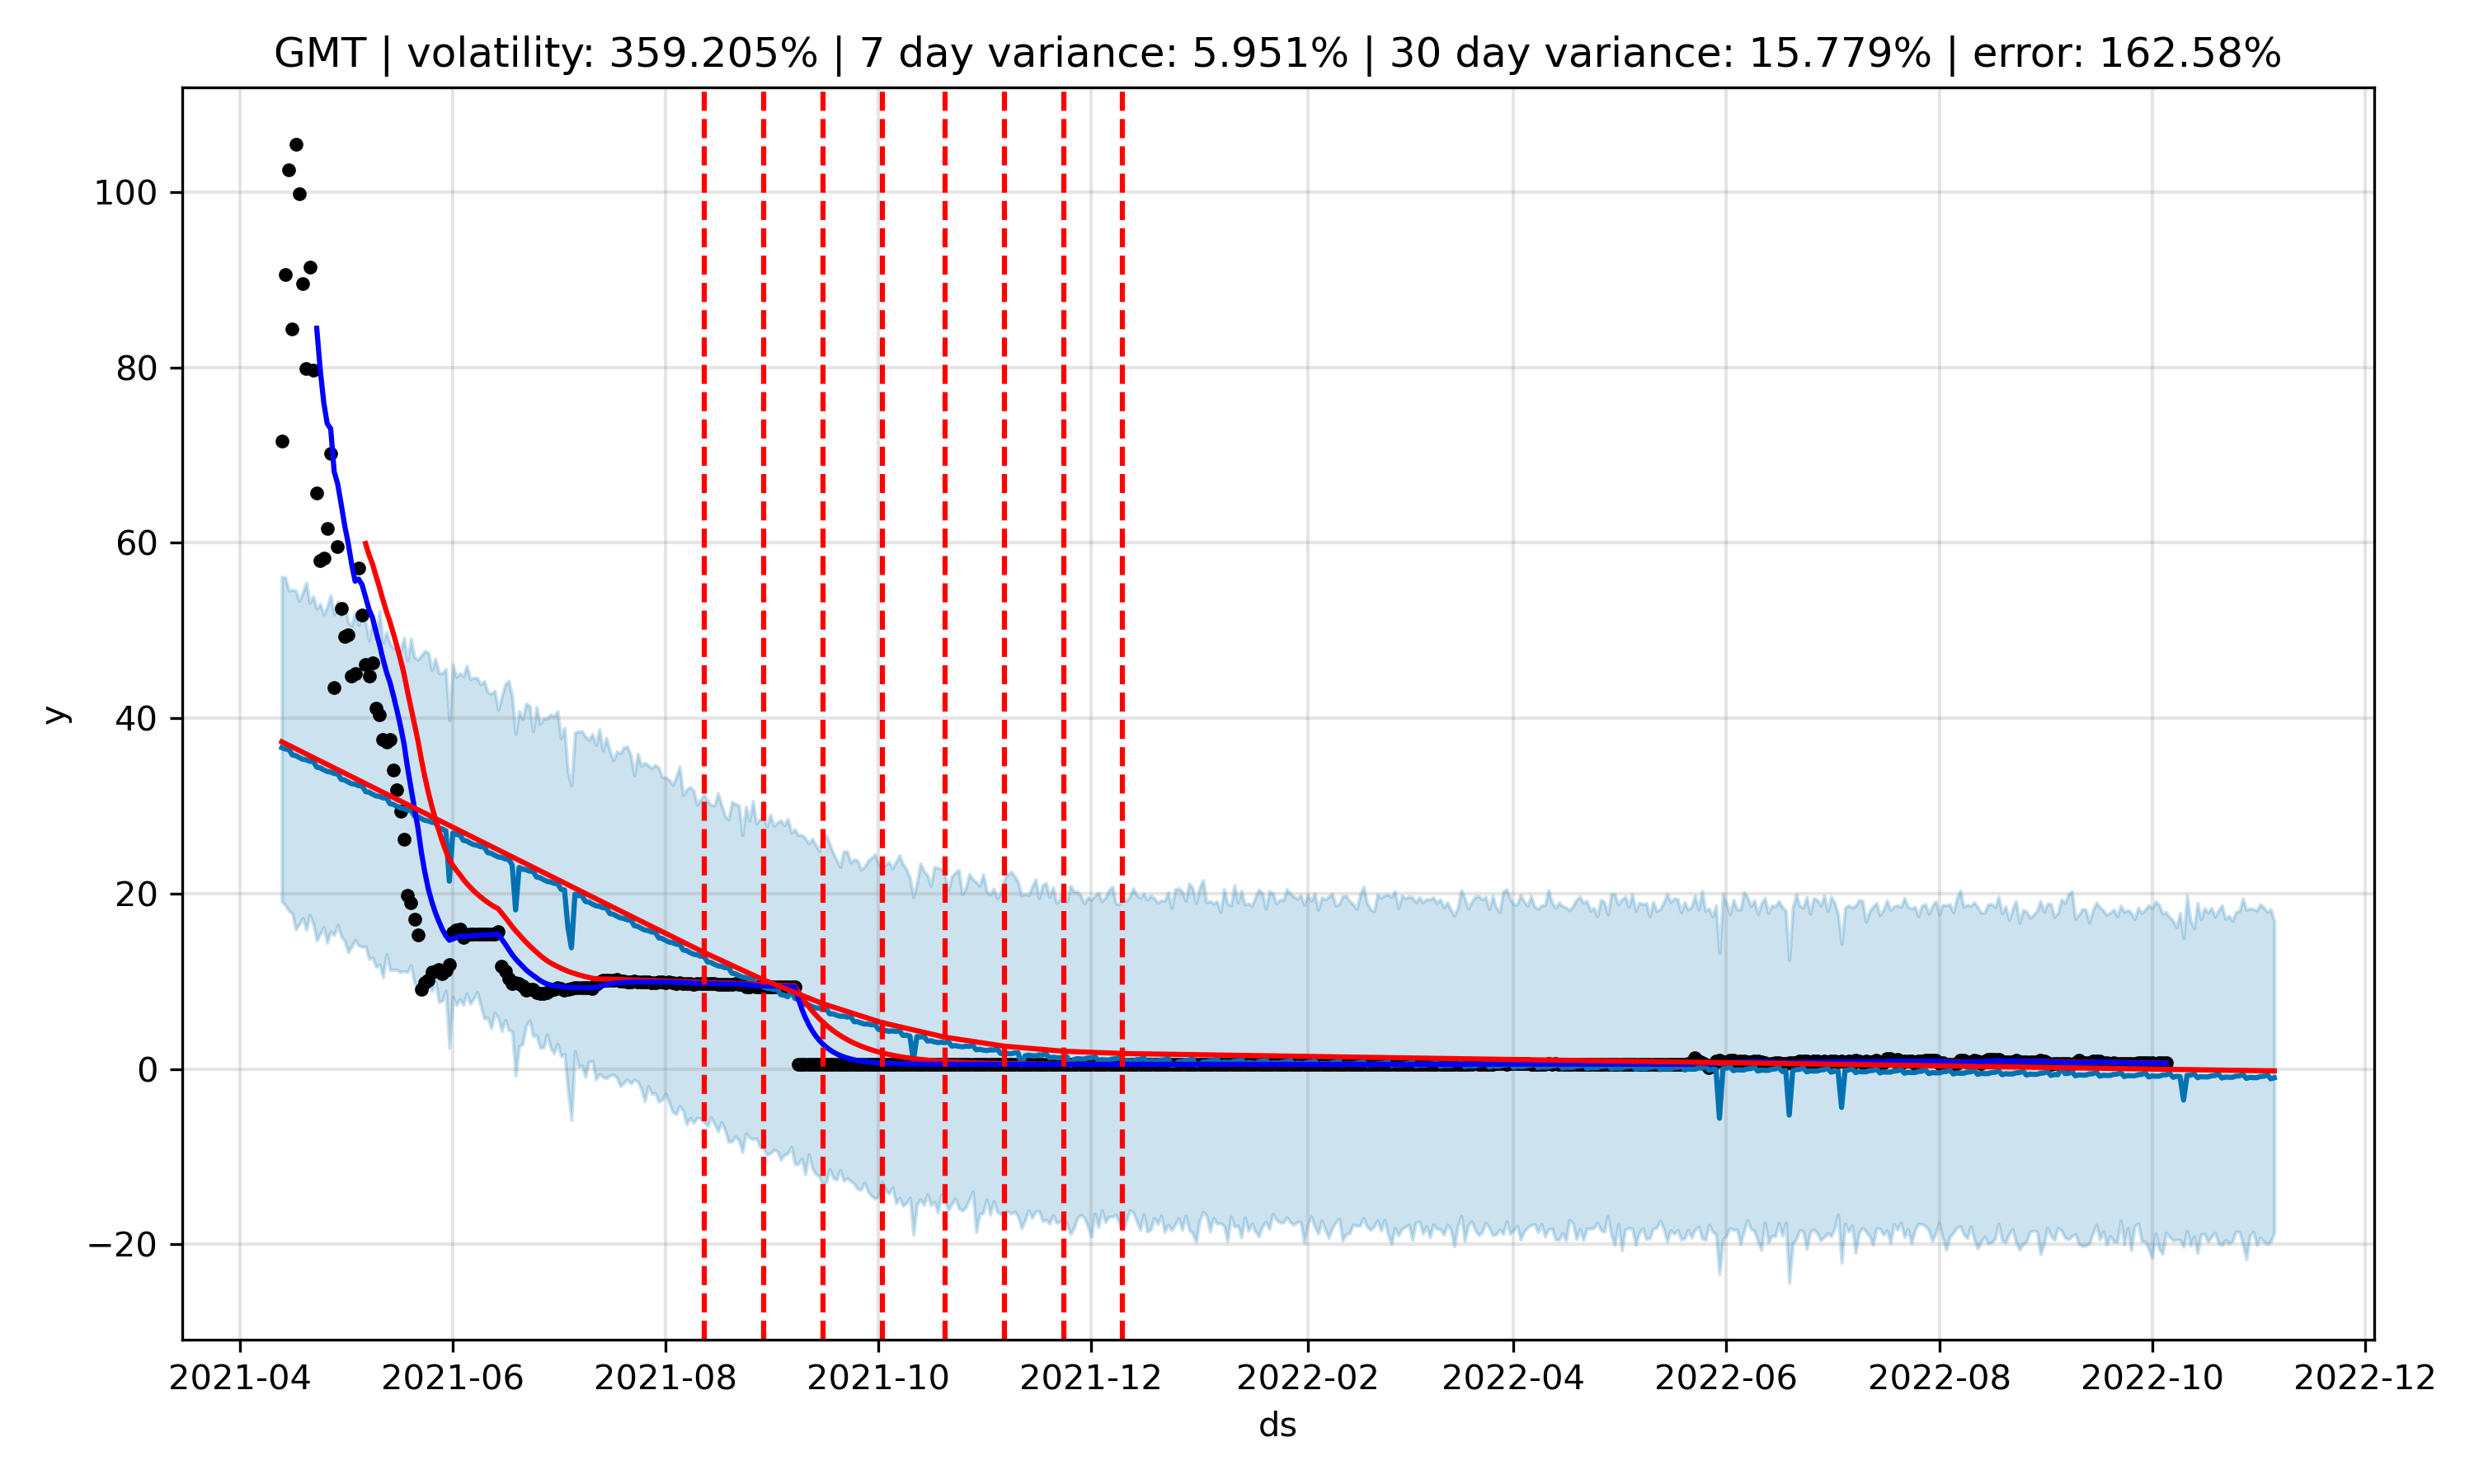 GMT | volatility: 359.205% | 7 day variance: 5.951% | 30 day variance: 15.779% | error: 162.58%
100
80
60
40
20
0
−20
y
2021-04 2021-06 2021-08 2021-10 2021-12 2022-02 2022-04 2022-06 2022-08 2022-10 2022-12
ds